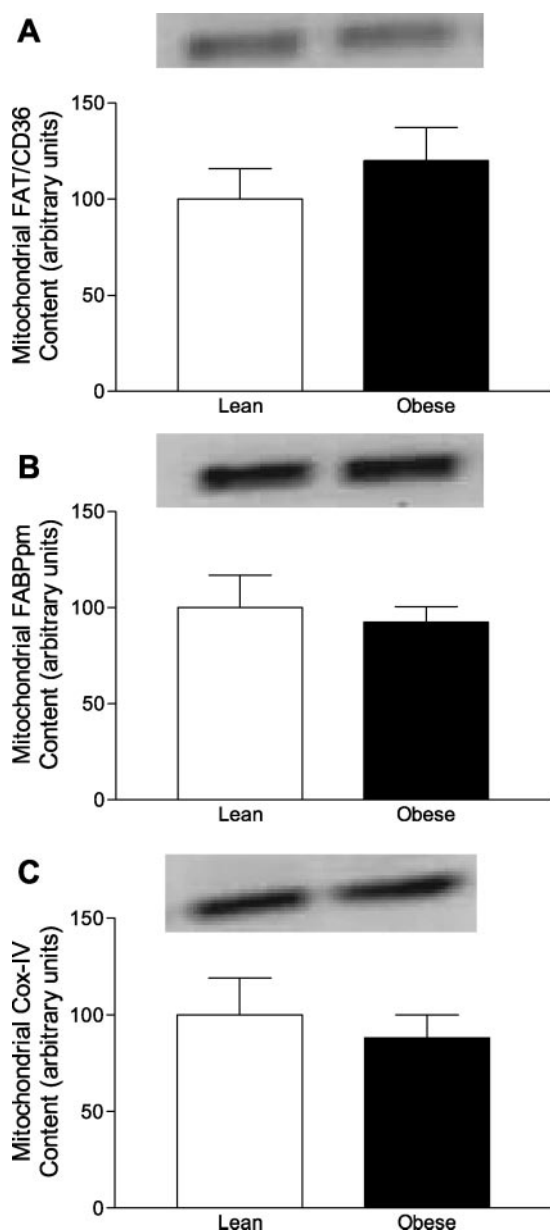 A
Mitochondrial FAT/CD36
Content (arbitrary units)
150
100
50
0
Lean Obese
B
Mitochondrial FABPpm
Content (arbitrary units)
150
100
50
0
Lean Obese
C
Mitochondrial Cox-IV
Content (arbitrary units)
150
100
50
0
Lean Obese